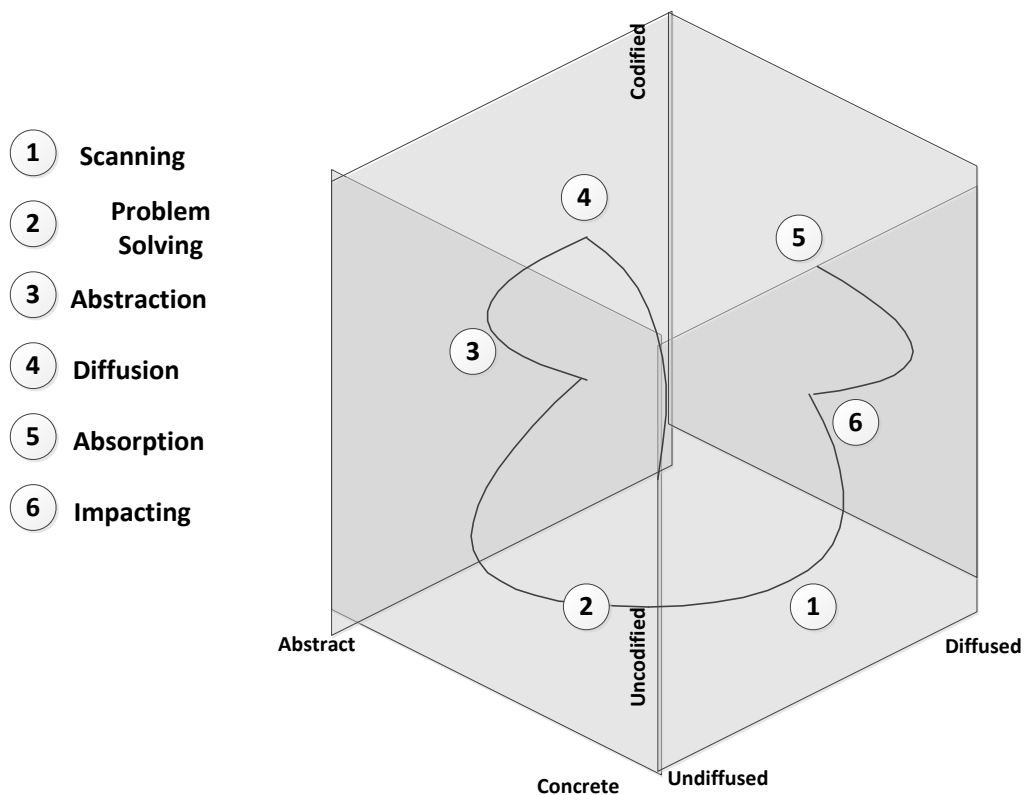 1 Scanning
2 Problem
Solving
3 Abstraction
4 Diffusion
5 Absorption
6 Impacting
Codified
4
5
3
6
2
1
Uncodified
Abstract
Diffused
Concrete
Undiffused